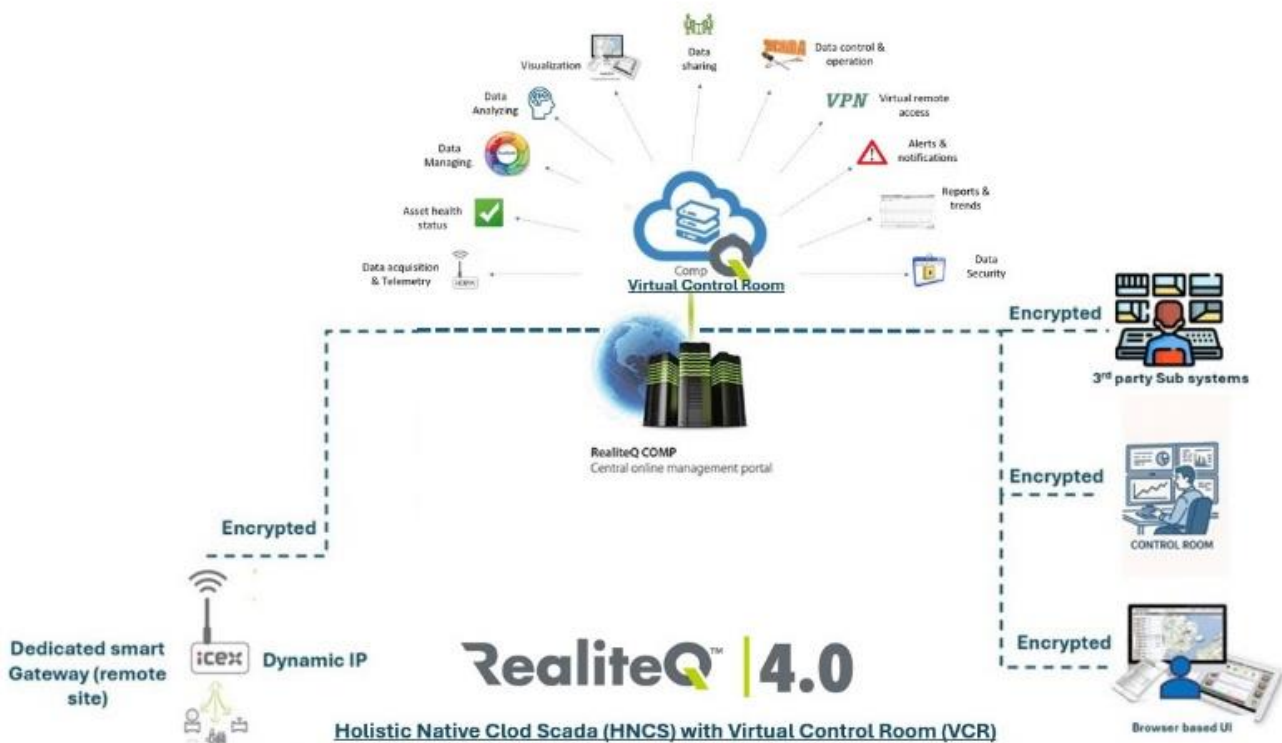 Data
sharing
Data control &
operation
SCADA
Visualization
Data
Analyzing
VPN
Virtual remote
access
Data
Managing.
Alerts &
notifications
Asset health
status
Reports &
trends
Data acquisition
& Telemetry
Data
Security
Comp
Virtual Control Room
Encrypted
3rd party Sub systems
RealiteQ COMP
Central online management portal
Encrypted
CONTROL ROOM
Encrypted
Dedicated smart
Gateway (remote
site)
icex
Dynamic IP
RealiteQ™ | 4.0
Encrypted
Browser based UI
Holistic Native Clod Scada (HNCS) with Virtual Control Room (VCR)